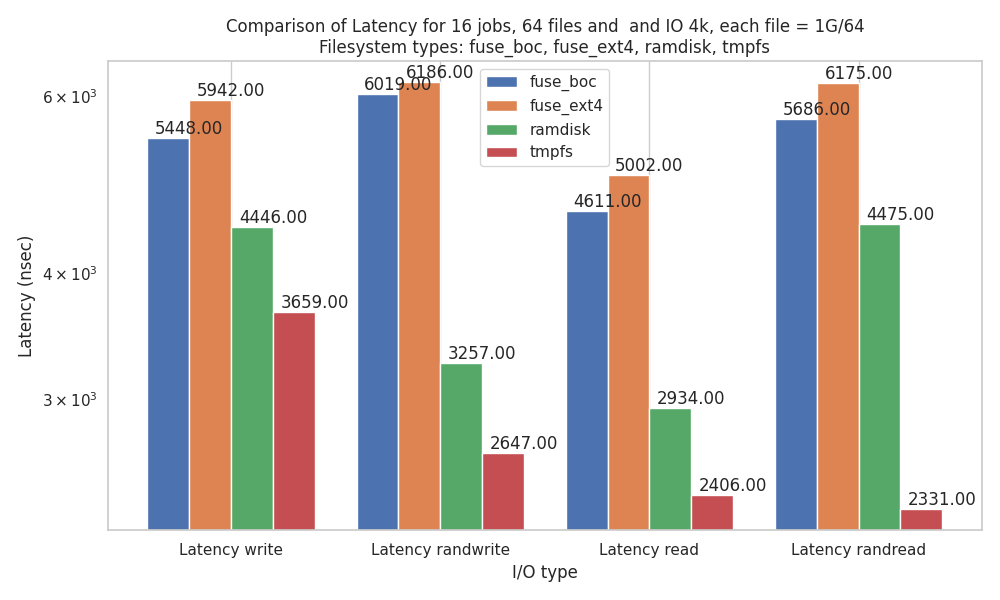 Comparison of Latency for 16 jobs, 64 files and  and IO 4k, each file = 1G/64
Filesystem types: fuse_boc, fuse_ext4, ramdisk, tmpfs
Latency (nsec)
6 × 10³
4 × 10³
3 × 10³
fuse_boc
fuse_ext4
ramdisk
tmpfs
5448.00
5942.00
4446.00
3659.00
6019.00
6186.00
3257.00
2647.00
4611.00
5002.00
2934.00
2406.00
5686.00
6175.00
4475.00
2331.00
Latency write
Latency randwrite
Latency read
Latency randread
I/O type